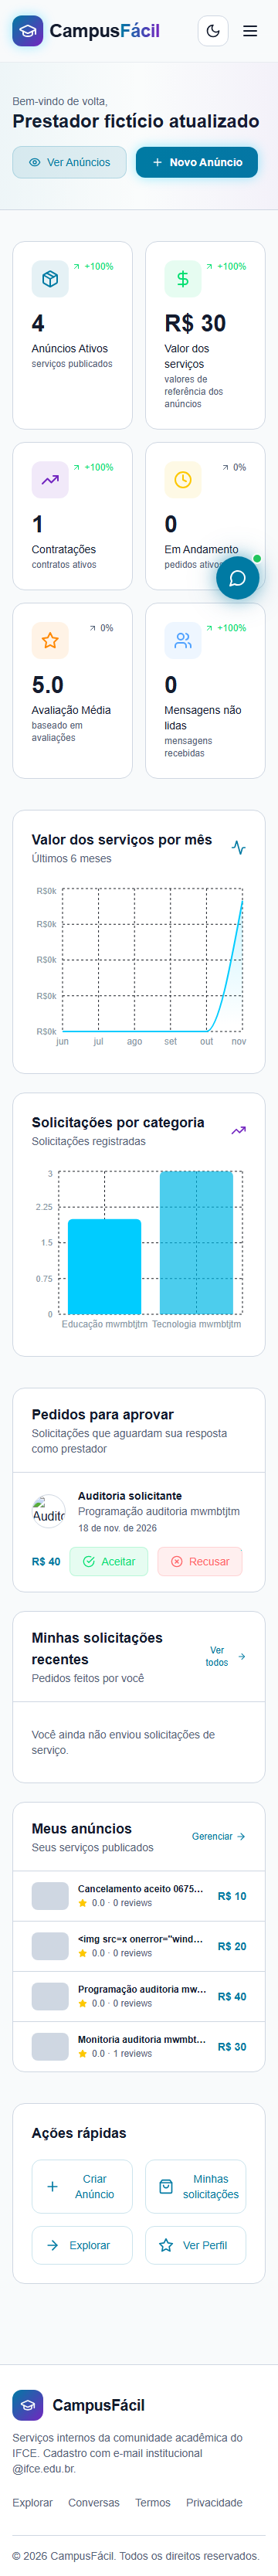 CampusFácil
Bem-vindo de volta,
Prestador fictício atualizado
Ver Anúncios
Novo Anúncio
+100%
4
Anúncios Ativos
serviços publicados
+100%
R$ 30
Valor dos
serviços
valores de
referência dos
anúncios
+100%
1
Contratações
contratos ativos
0%
0
Em Andamento
pedidos ativos
0%
5.0
Avaliação Média
baseado em
avaliações
+100%
0
Mensagens não
lidas
mensagens
recebidas
Valor dos serviços por mês
Últimos 6 meses
R$0k
R$0k
R$0k
R$0k
R$0k
jun jul ago set out nov
Solicitações por categoria
Solicitações registradas
3
2.25
1.5
0.75
0
Educação mwmbtjtm Tecnologia mwmbtjtm
Pedidos para aprovar
Solicitações que aguardam sua resposta
como prestador
Auditoria solicitante
Programação auditoria mwmbtjtm
18 de nov. de 2026
R$ 40
Aceitar
Recusar
Minhas solicitações
recentes
Pedidos feitos por você
Ver
todos
Você ainda não enviou solicitações de
serviço.
Meus anúncios
Seus serviços publicados
Gerenciar
Cancelamento aceito 0675...
0.0 · 0 reviews
R$ 10
<img src=x onerror="wind...
0.0 · 0 reviews
R$ 20
Programação auditoria mw...
0.0 · 0 reviews
R$ 40
Monitoria auditoria mwmbt...
0.0 · 1 reviews
R$ 30
Ações rápidas
Criar
Anúncio
Minhas
solicitações
Explorar
Ver Perfil
CampusFácil
Serviços internos da comunidade acadêmica do
IFCE. Cadastro com e-mail institucional
@ifce.edu.br.
Explorar Conversas Termos Privacidade
© 2026 CampusFácil. Todos os direitos reservados.